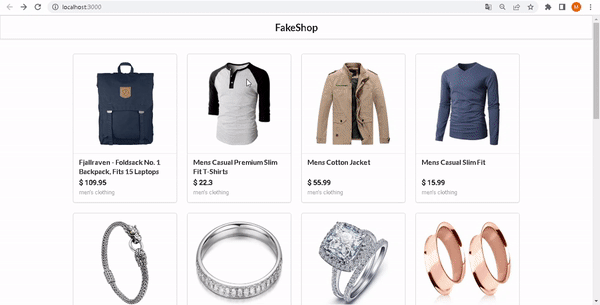 localhost:3000
M
FakeShop
Fjallraven - Foldsack No. 1
Backpack, Fits 15 Laptops
$ 109.95
men's clothing
Mens Casual Premium Slim
Fit T-Shirts
$ 22.3
men's clothing
Mens Cotton Jacket
$ 55.99
men's clothing
Mens Casual Slim Fit
$ 15.99
men's clothing